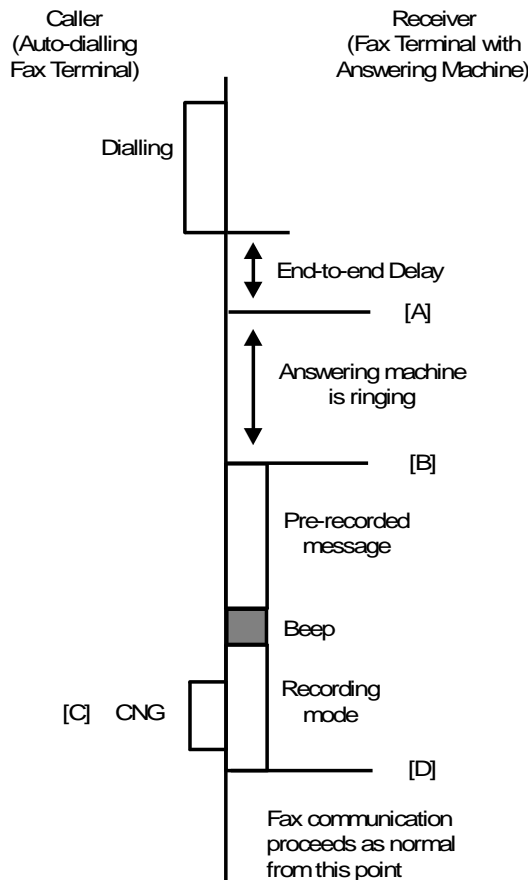 Caller
(Auto-dialling
Fax Terminal)
Receiver
(Fax Terminal with
Answering Machine)
Dialling
End-to-end Delay
[A]
Answering machine
is ringing
[B]
Pre-recorded
message
Beep
[C] CNG
Recording
mode
[D]
Fax communication
proceeds as normal
from this point